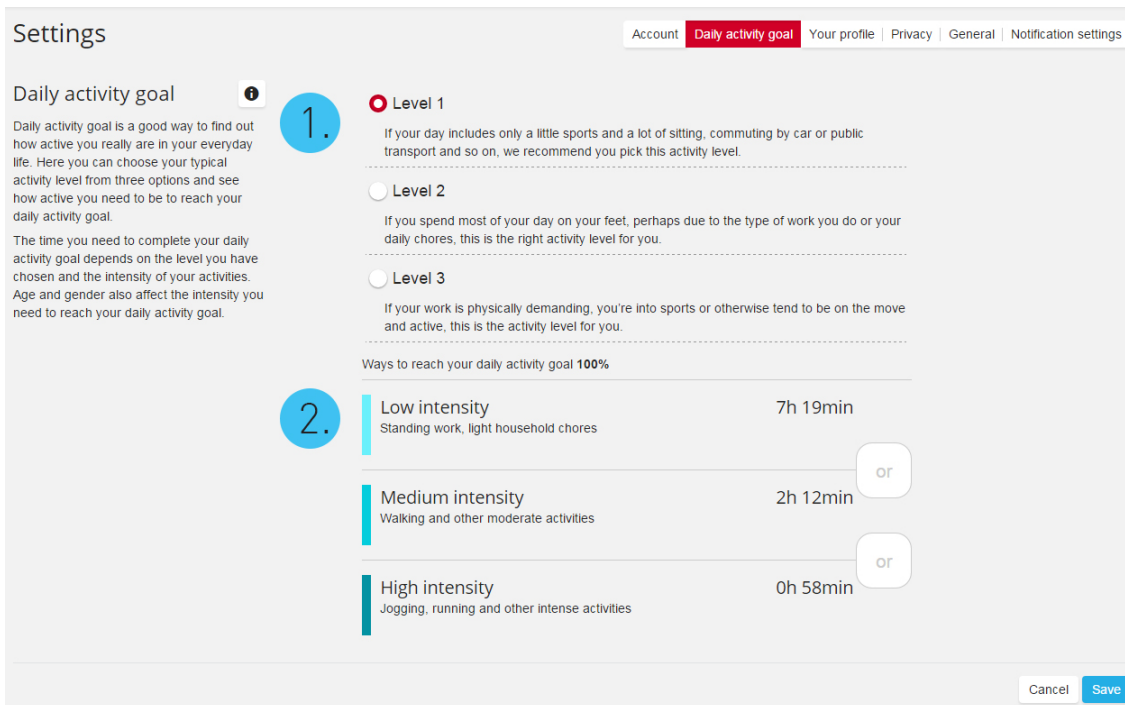 Settings
Account Daily activity goal Your profile Privacy General Notification settings
Daily activity goal
Daily activity goal is a good way to find out
how active you really are in your everyday
life. Here you can choose your typical
activity level from three options and see
how active you need to be to reach your
daily activity goal.
The time you need to complete your daily
activity goal depends on the level you have
chosen and the intensity of your activities.
Age and gender also affect the intensity you
need to reach your daily activity goal.
1.
Level 1
If your day includes only a little sports and a lot of sitting, commuting by car or public
transport and so on, we recommend you pick this activity level.
Level 2
If you spend most of your day on your feet, perhaps due to the type of work you do or your
daily chores, this is the right activity level for you.
Level 3
If your work is physically demanding, you're into sports or otherwise tend to be on the move
and active, this is the activity level for you.
Ways to reach your daily activity goal 100%
2.
Low intensity 7h 19min
Standing work, light household chores
or
Medium intensity 2h 12min
Walking and other moderate activities
or
High intensity 0h 58min
Jogging, running and other intense activities
Cancel Save